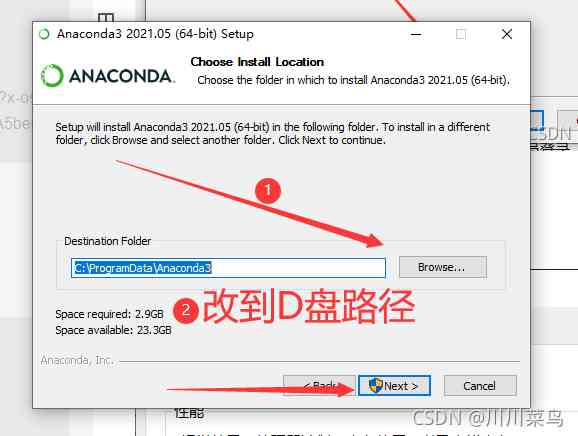 Anaconda3 2021.05 (64-bit) Setup
ANACONDA.
Choose Install Location
Choose the folder in which to install Anaconda3 2021.05 (64-bit).
Setup will install Anaconda3 2021.05 (64-bit) in the following folder. To install in a different
folder, click Browse and select another folder. Click Next to continue.
1
Destination Folder
C:\ProgramData\Anaconda3
Browse...
2 改到D盘路径
Space required: 2.9GB
Space available: 23.3GB
Anaconda, Inc.
< Back
Next >
Cancel
性能
CSDN
CSDN @川川菜鸟